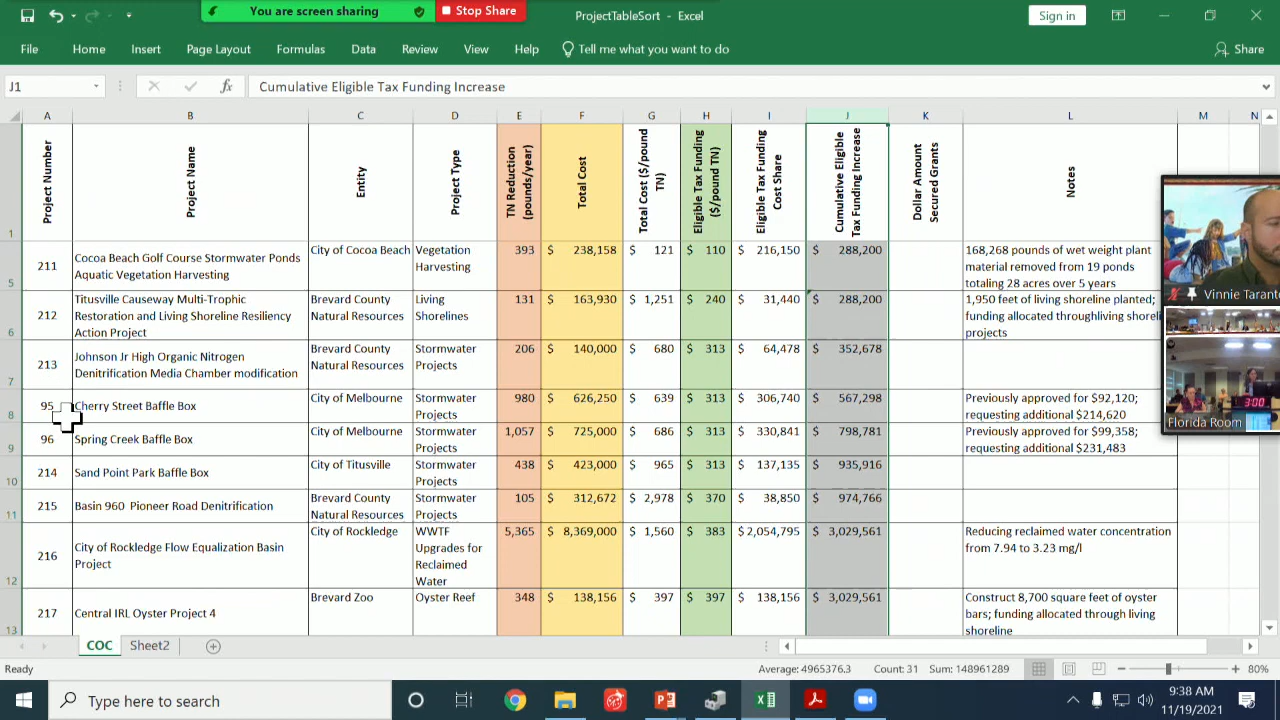 You are screen sharing
Stop Share
ProjectTableSort - Excel
Sign in
File Home Insert Page Layout Formulas Data Review View Help Tell me what you want to do Share
J1 fx Cumulative Eligible Tax Funding Increase
A B C D E F G H I J K L M N
1 Project Number Project Name Entity Project Type TN Reduction (pounds/year) Total Cost Total Cost ($/pound TN) Eligible Tax Funding ($/pound TN) Eligible Tax Funding Cost Share Cumulative Eligible Tax Funding Increase Dollar Amount Secured Grants Notes
5 211 Cocoa Beach Golf Course Stormwater Ponds Aquatic Vegetation Harvesting City of Cocoa Beach Vegetation Harvesting 393 $ 238,158 $ 121 $ 110 $ 216,150 $ 288,200 168,268 pounds of wet weight plant material removed from 19 ponds totaling 28 acres over 5 years
6 212 Titusville Causeway Multi-Trophic Restoration and Living Shoreline Resiliency Action Project Brevard County Natural Resources Living Shorelines 131 $ 163,930 $ 1,251 $ 240 $ 31,440 $ 288,200 1,950 feet of living shoreline planted; funding allocated throughliving shoreli projects
7 213 Johnson Jr High Organic Nitrogen Denitrification Media Chamber modification Brevard County Natural Resources Stormwater Projects 206 $ 140,000 $ 680 $ 313 $ 64,478 $ 352,678
8 95 Cherry Street Baffle Box City of Melbourne Stormwater Projects 980 $ 626,250 $ 639 $ 313 $ 306,740 $ 567,298 Previously approved for $92,120; requesting additional $214,620
9 96 Spring Creek Baffle Box City of Melbourne Stormwater Projects 1,057 $ 725,000 $ 686 $ 313 $ 330,841 $ 798,781 Previously approved for $99,358; requesting additional $231,483
10 214 Sand Point Park Baffle Box City of Titusville Stormwater Projects 438 $ 423,000 $ 965 $ 313 $ 137,135 $ 935,916
11 215 Basin 960 Pioneer Road Denitrification Brevard County Natural Resources Stormwater Projects 105 $ 312,672 $ 2,978 $ 370 $ 38,850 $ 974,766
12 216 City of Rockledge Flow Equalization Basin Project City of Rockledge WWTF Upgrades for Reclaimed Water 5,365 $ 8,369,000 $ 1,560 $ 383 $ 2,054,795 $ 3,029,561 Reducing reclaimed water concentration from 7.94 to 3.23 mg/l
13 217 Central IRL Oyster Project 4 Brevard Zoo Oyster Reef 348 $ 138,156 $ 397 $ 397 $ 138,156 $ 3,029,561 Construct 8,700 square feet of oyster bars; funding allocated through living shoreline
Vinnie Tarant
3:00
Florida Room
COC Sheet2
Ready Average: 4965376.3 Count: 31 Sum: 148961289 80%
Type here to search
9:38 AM
11/19/2021